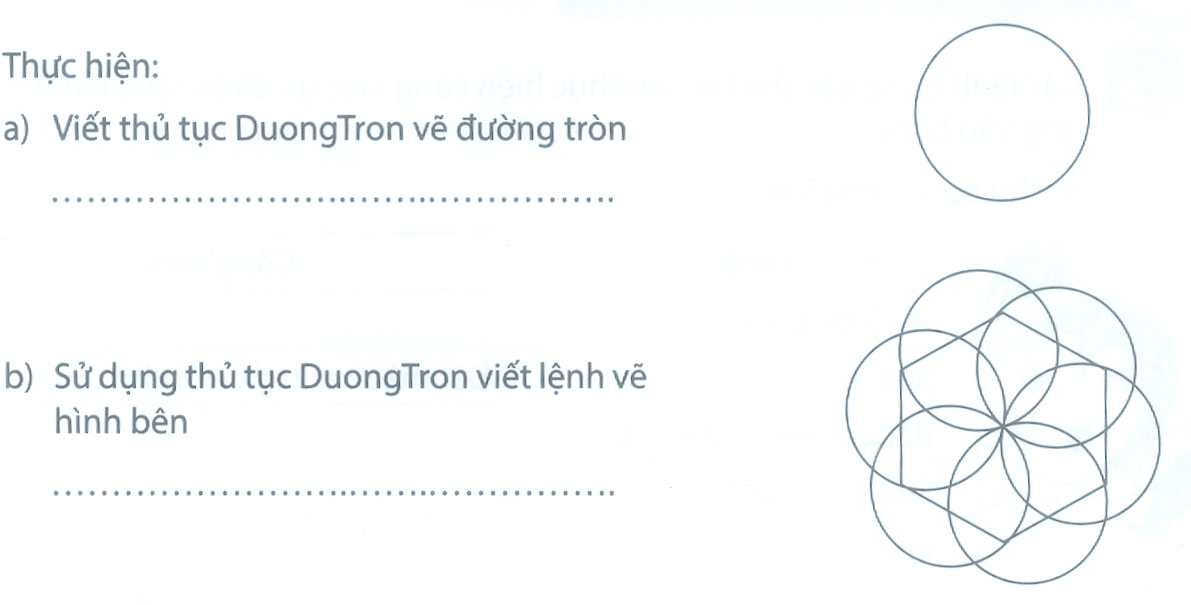 Thực hiện:
a) Viết thủ tục DuongTron vẽ đường tròn
b) Sử dụng thủ tục DuongTron viết lệnh vẽ
hình bên